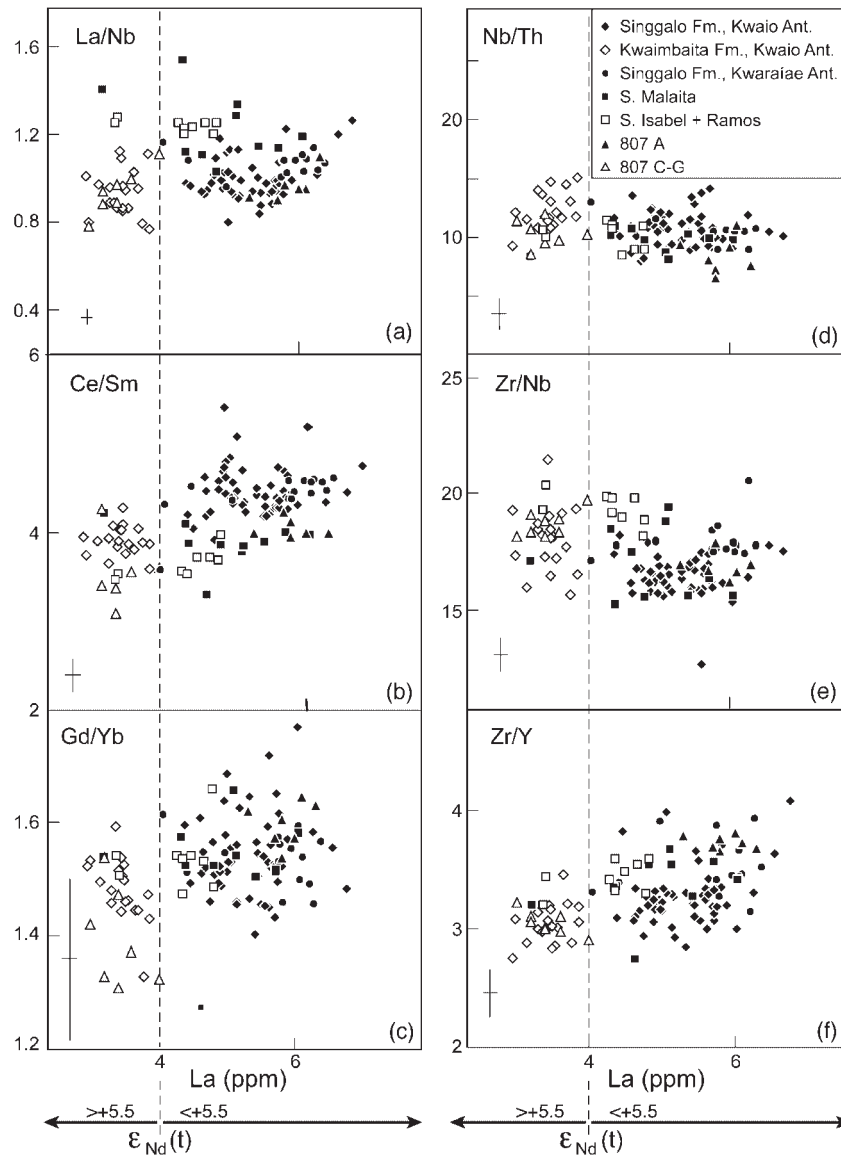 La/Nb
1.6
1.2
0.8
0.4
(a)
6
Ce/Sm
4
2
(b)
Gd/Yb
1.6
1.4
1.2
(c)
4
6
La (ppm)
>+5.5
<+5.5
εNd(t)
Nb/Th
20
15
10
(d)
Singgalo Fm., Kwaio Ant.
Kwaimbaita Fm., Kwaio Ant.
Singgalo Fm., Kwaraíae Ant.
S. Malaita
S. Isabel + Ramos
807 A
807 C-G
25
Zr/Nb
20
15
(e)
Zr/Y
4
3
2
(f)
4
6
La (ppm)
>+5.5
<+5.5
εNd(t)